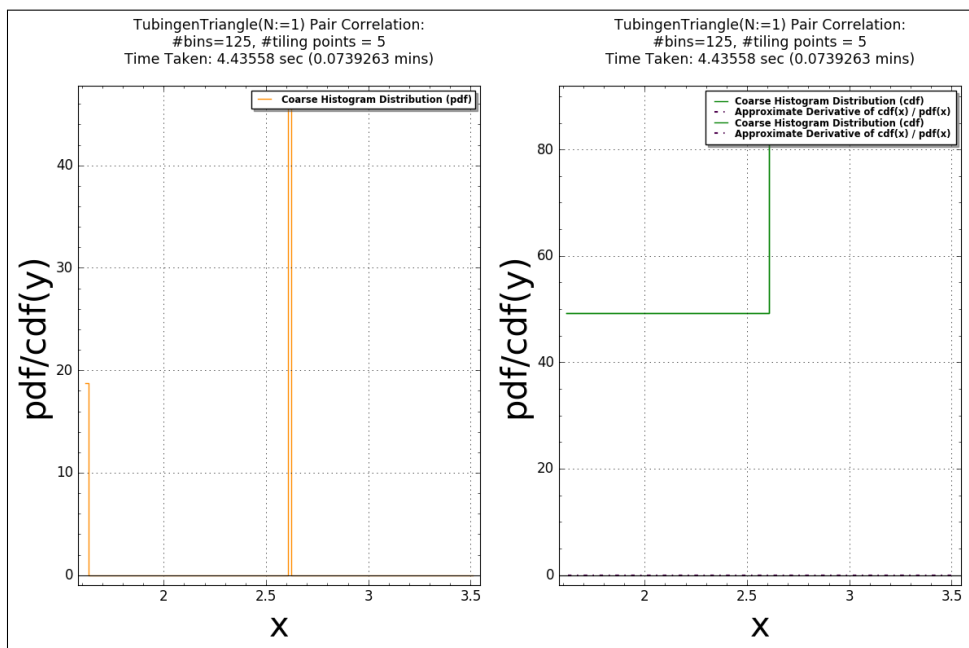 TubingenTriangle(N:=1) Pair Correlation:
#bins=125, #tiling points = 5
Time Taken: 4.43558 sec (0.0739263 mins)
Coarse Histogram Distribution (pdf)
40
30
20
10
0
pdf/cdf(y)
2
2.5
3
3.5
x
TubingenTriangle(N:=1) Pair Correlation:
#bins=125, #tiling points = 5
Time Taken: 4.43558 sec (0.0739263 mins)
Coarse Histogram Distribution (cdf)
Approximate Derivative of cdf(x) / pdf(x)
Coarse Histogram Distribution (cdf)
Approximate Derivative of cdf(x) / pdf(x)
80
60
40
20
0
pdf/cdf(y)
2
2.5
3
3.5
x